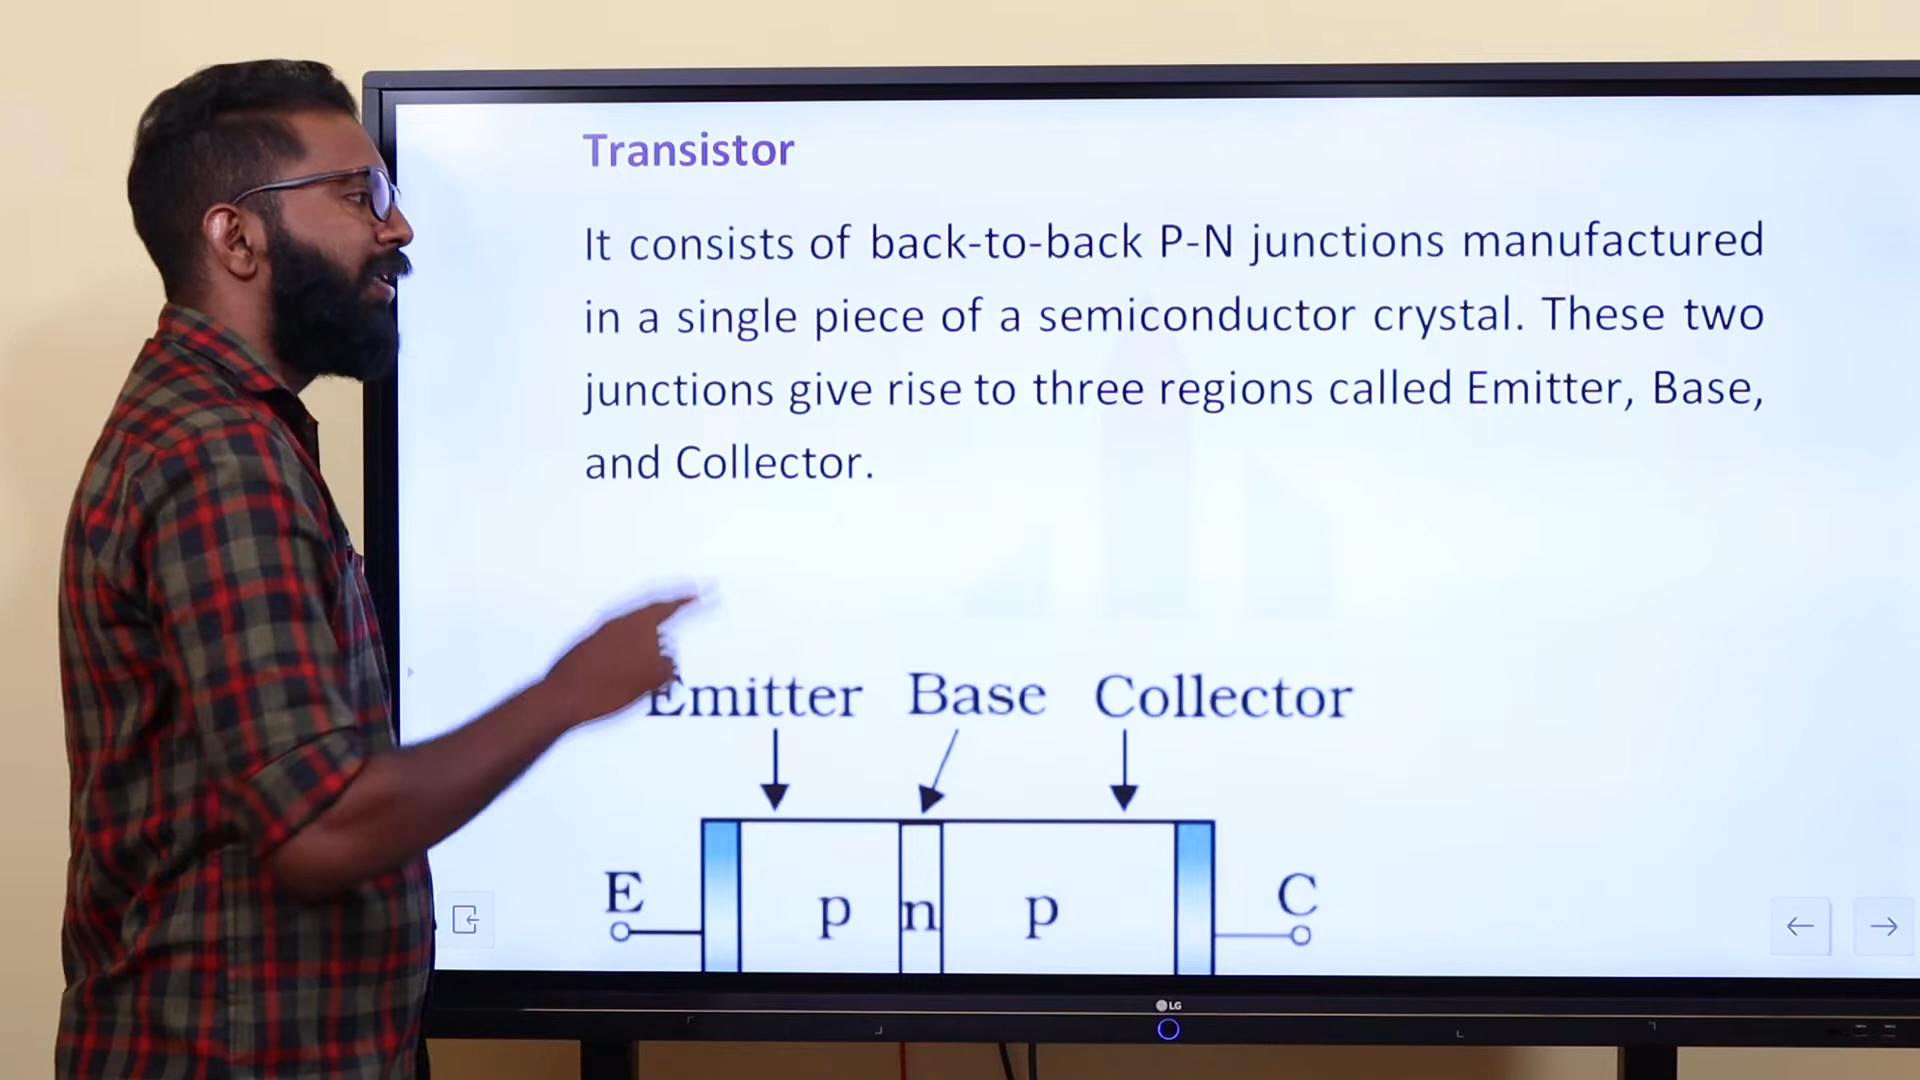 Transistor
It consists of back-to-back P-N junctions manufactured
in a single piece of a semiconductor crystal. These two
junctions give rise to three regions called Emitter, Base,
and Collector.
Emitter Base Collector
E p n p C
LG